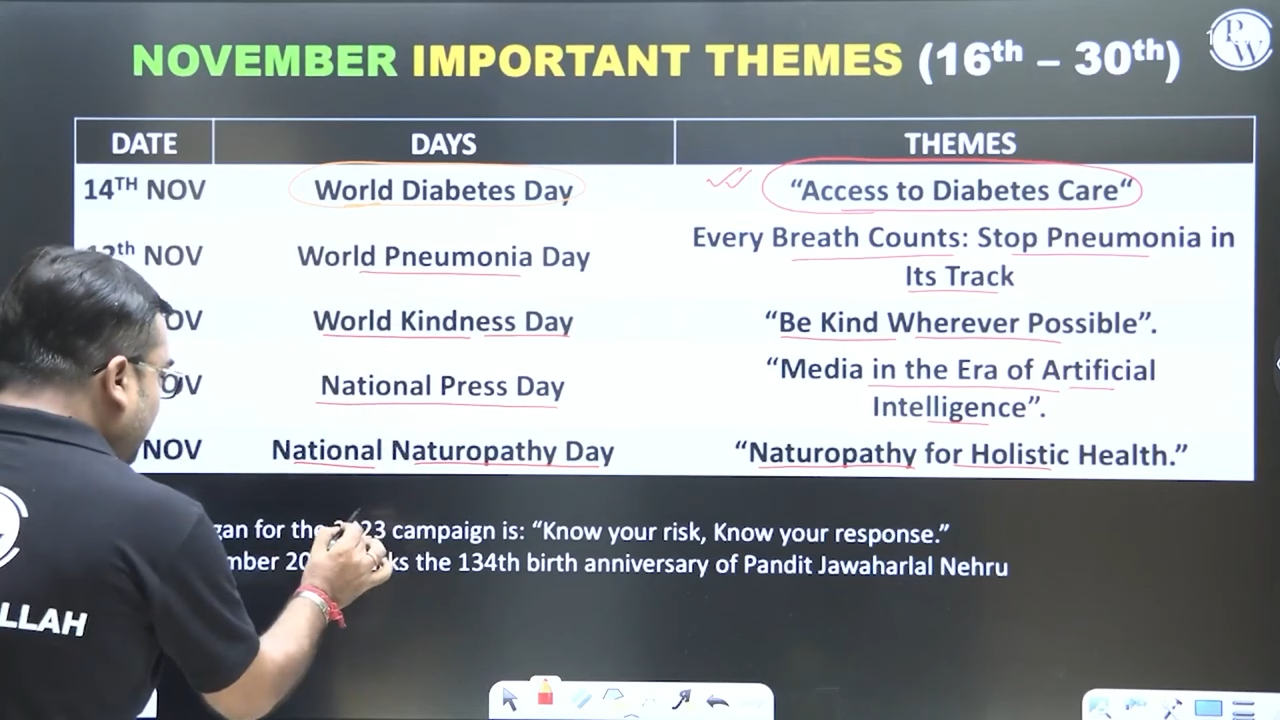 NOVEMBER IMPORTANT THEMES (16th – 30th)
PW
DATE DAYS THEMES
14TH NOV World Diabetes Day “Access to Diabetes Care“
th NOV World Pneumonia Day Every Breath Counts: Stop Pneumonia in
Its Track
OV World Kindness Day “Be Kind Wherever Possible”.
OV National Press Day “Media in the Era of Artificial
Intelligence”.
NOV National Naturopathy Day “Naturopathy for Holistic Health.”
gan for the 23 campaign is: “Know your risk, Know your response.”
mber 20 ks the 134th birth anniversary of Pandit Jawaharlal Nehru
LLAH